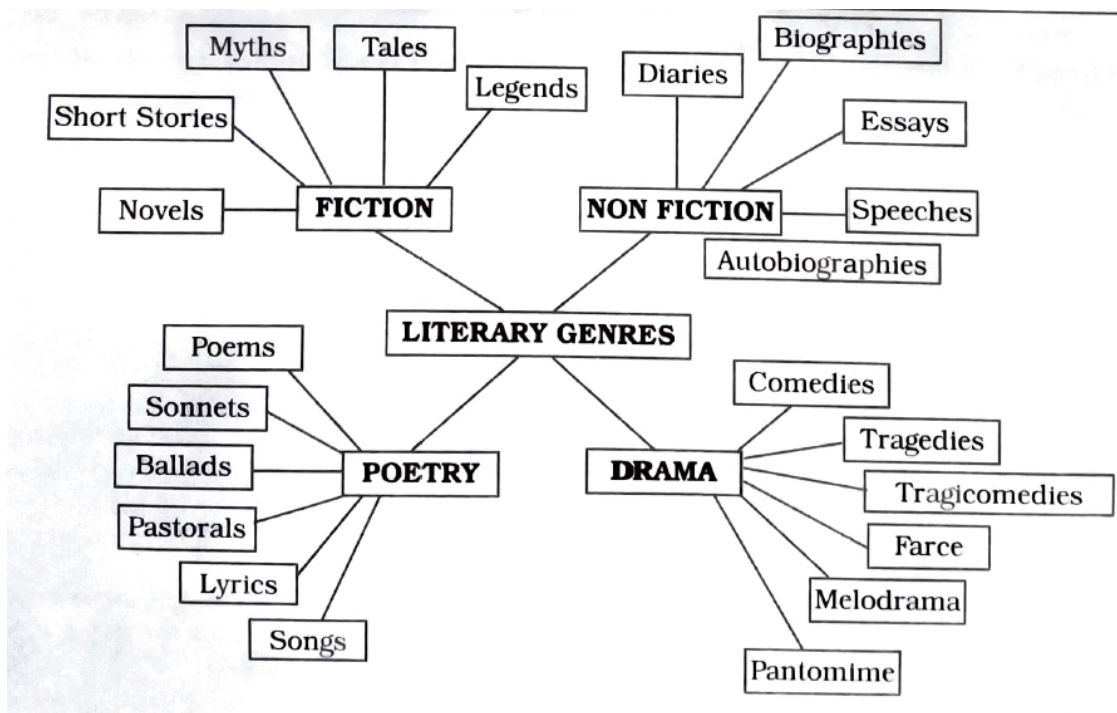 Myths
Tales
Legends
Short Stories
Novels
FICTION
Biographies
Diaries
Essays
NON FICTION
Speeches
Autobiographies
LITERARY GENRES
Poems
Sonnets
Ballads
POETRY
Pastorals
Lyrics
Songs
Comedies
Tragedies
DRAMA
Tragicomedies
Farce
Melodrama
Pantomime